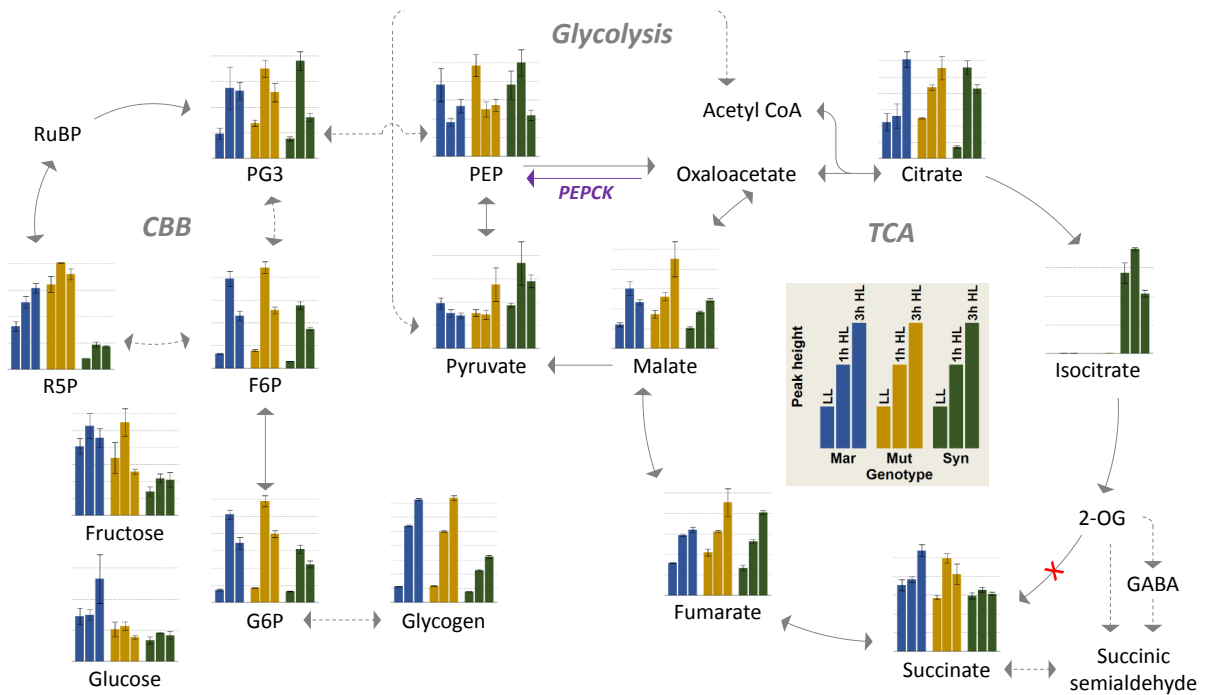 Glycolysis
RuBP
PG3
PEP
Acetyl CoA
Oxaloacetate
Citrate
PEPCK
CBB
TCA
R5P
F6P
Pyruvate
Malate
Isocitrate
Peak height
LL
1h HL
3h HL
LL
1h HL
3h HL
LL
1h HL
3h HL
Mar
Mut
Syn
Genotype
Fructose
Glucose
G6P
Glycogen
Fumarate
2-OG
GABA
Succinate
Succinic
semialdehyde